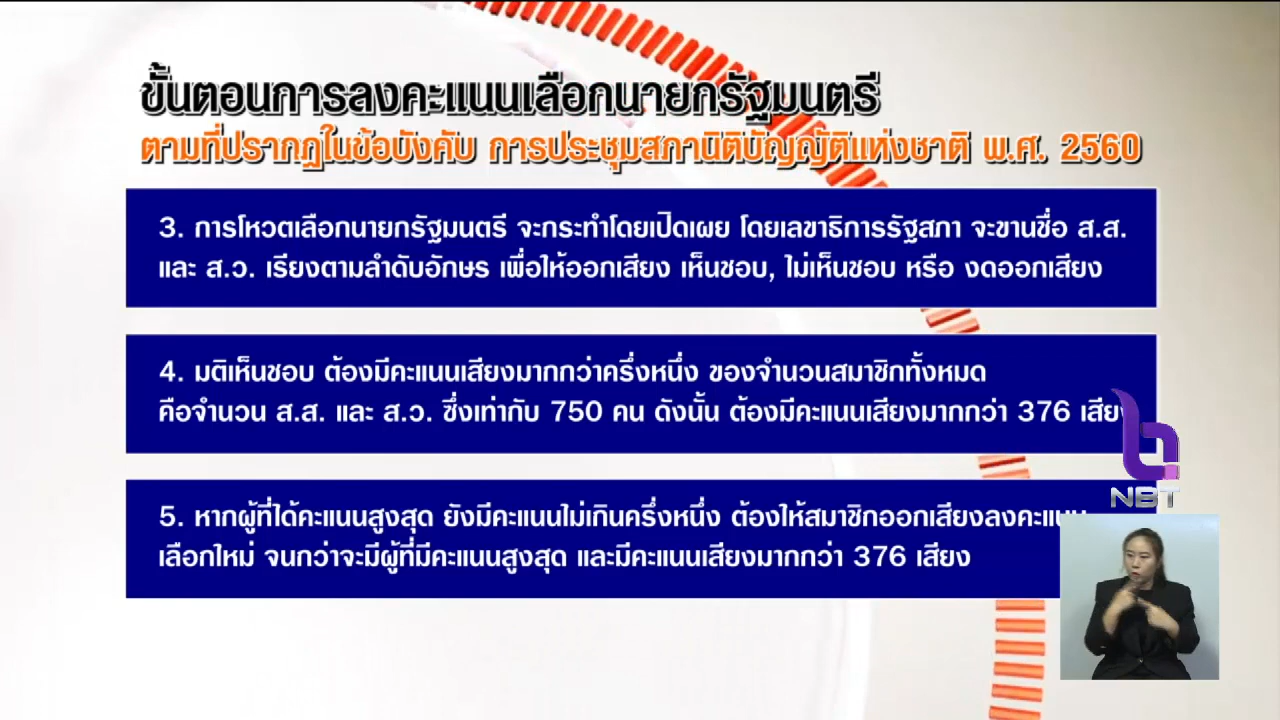 ขั้นตอนการลงคะแนนเลือกนายกรัฐมนตรี
ตามที่ปรากฏในข้อบังคับ การประชุมสภานิติบัญญัติแห่งชาติ พ.ศ. 2560
3. การโหวตเลือกนายกรัฐมนตรี จะกระทำโดยเปิดเผย โดยเลขาธิการรัฐสภา จะขานชื่อ ส.ส.
และ ส.ว. เรียงตามลำดับอักษร เพื่อให้ออกเสียง เห็นชอบ, ไม่เห็นชอบ หรือ งดออกเสียง
4. มติเห็นชอบ ต้องมีคะแนนเสียงมากกว่าครึ่งหนึ่ง ของจำนวนสมาชิกทั้งหมด
คือจำนวน ส.ส. และ ส.ว. ซึ่งเท่ากับ 750 คน ดังนั้น ต้องมีคะแนนเสียงมากกว่า 376 เสียง
5. หากผู้ที่ได้คะแนนสูงสุด ยังมีคะแนนไม่เกินครึ่งหนึ่ง ต้องให้สมาชิกออกเสียงลงคะแนน
เลือกใหม่ จนกว่าจะมีผู้ที่มีคะแนนสูงสุด และมีคะแนนเสียงมากกว่า 376 เสียง
NBT